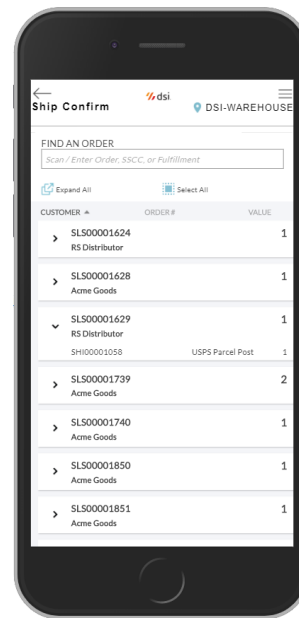 dsi
Ship Confirm
DSI-WAREHOUSE
FIND AN ORDER
Scan / Enter Order, SSCC, or Fulfillment
Expand All Select All
CUSTOMER ORDER # VALUE
SLS00001624 1
RS Distributor
SLS00001628 1
Acme Goods
SLS00001629 1
RS Distributor
SHI00001058 USPS Parcel Post 1
SLS00001739 2
Acme Goods
SLS00001740 1
Acme Goods
SLS00001850 1
Acme Goods
SLS00001851 1
Acme Goods